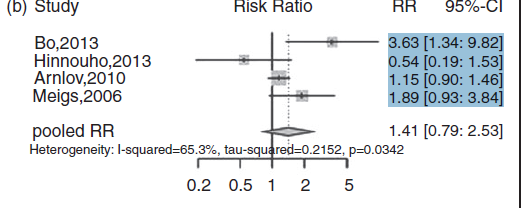 (b) Study Risk Ratio RR 95%-CI
Bo,2013 3.63 [1.34: 9.82]
Hinnouho,2013 0.54 [0.19: 1.53]
Arnlov,2010 1.15 [0.90: 1.46]
Meigs,2006 1.89 [0.93: 3.84]
pooled RR 1.41 [0.79: 2.53]
Heterogeneity: I-squared=65.3%, tau-squared=0.2152, p=0.0342
0.2 0.5 1 2 5